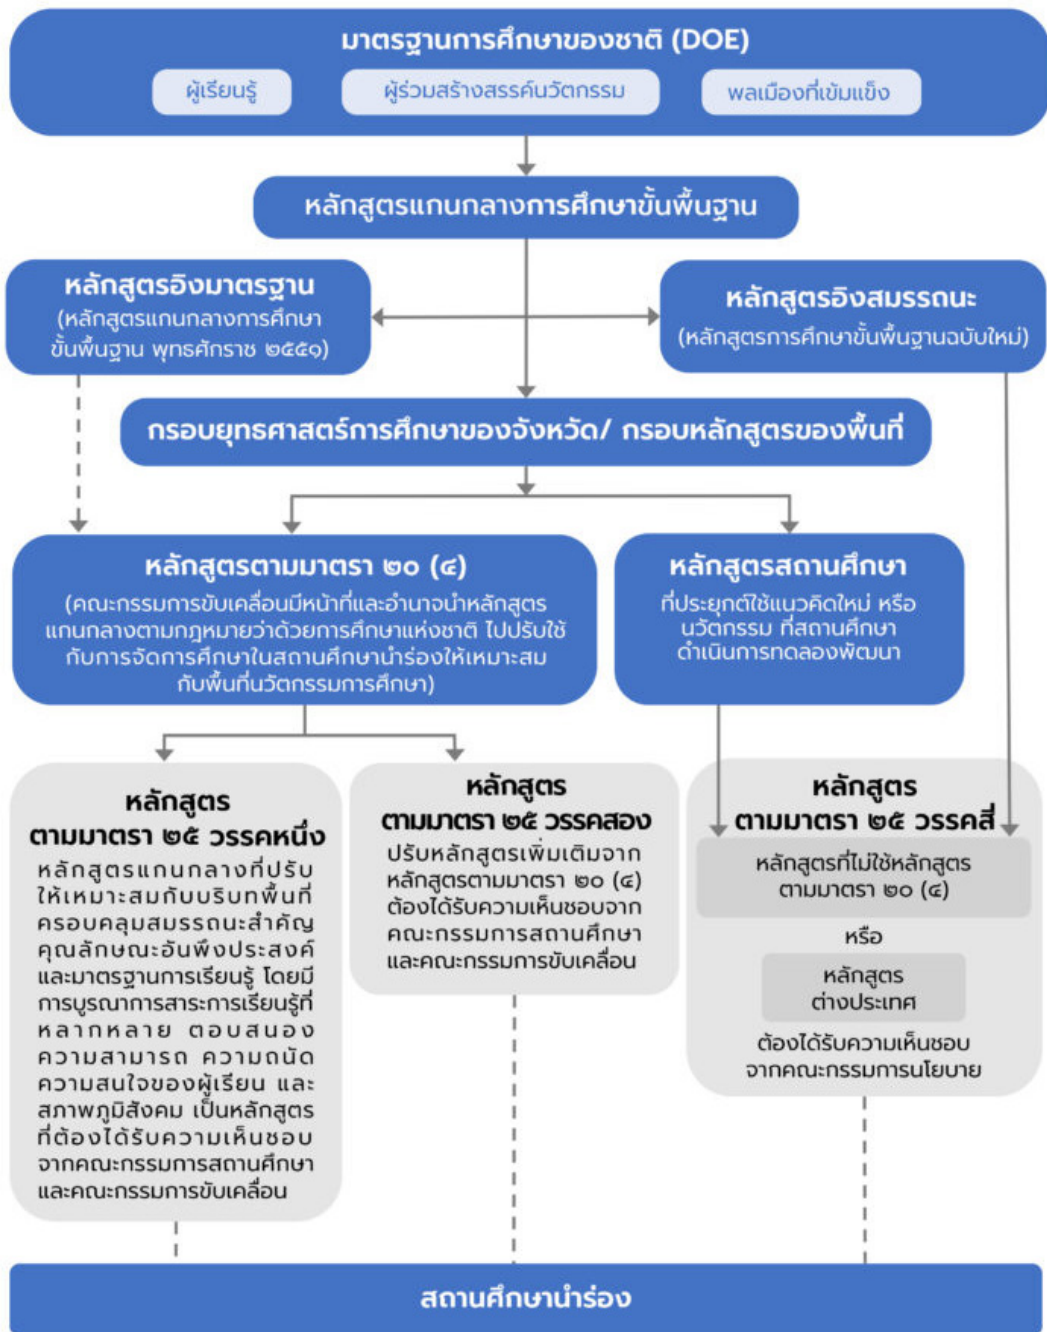 มาตรฐานการศึกษาของชาติ (DOE)
ผู้เรียนรู้
ผู้ร่วมสร้างสรรค์นวัตกรรม
พลเมืองที่เข้มแข็ง
หลักสูตรแกนกลางการศึกษาขั้นพื้นฐาน
หลักสูตรอิงมาตรฐาน
(หลักสูตรแกนกลางการศึกษา
ขั้นพื้นฐาน พุทธศักราช ๒๕๕๑)
หลักสูตรอิงสมรรถนะ
(หลักสูตรการศึกษาขั้นพื้นฐานฉบับใหม่)
กรอบยุทธศาสตร์การศึกษาของจังหวัด/ กรอบหลักสูตรของพื้นที่
หลักสูตรตามมาตรา ๒๐ (๔)
(คณะกรรมการขับเคลื่อนมีหน้าที่และอำนาจนำหลักสูตร
แกนกลางตามกฎหมายว่าด้วยการศึกษาแห่งชาติ ไปปรับใช้
กับการจัดการศึกษาในสถานศึกษานำร่องให้เหมาะสม
กับพื้นที่นวัตกรรมการศึกษา)
หลักสูตรสถานศึกษา
ที่ประยุกต์ใช้แนวคิดใหม่ หรือ
นวัตกรรม ที่สถานศึกษา
ดำเนินการทดลองพัฒนา
หลักสูตร
ตามมาตรา ๒๕ วรรคหนึ่ง
หลักสูตรแกนกลางที่ปรับ
ให้เหมาะสมกับบริบทพื้นที่
ครอบคลุมสมรรถนะสำคัญ
คุณลักษณะอันพึงประสงค์
และมาตรฐานการเรียนรู้ โดยมี
การบูรณาการสาระการเรียนรู้ที่
หลากหลาย ตอบสนอง
ความสามารถ ความถนัด
ความสนใจของผู้เรียน และ
สภาพภูมิสังคม เป็นหลักสูตร
ที่ต้องได้รับความเห็นชอบ
จากคณะกรรมการสถานศึกษา
และคณะกรรมการขับเคลื่อน
หลักสูตร
ตามมาตรา ๒๕ วรรคสอง
ปรับหลักสูตรเพิ่มเติมจาก
หลักสูตรตามมาตรา ๒๐ (๔)
ต้องได้รับความเห็นชอบจาก
คณะกรรมการสถานศึกษา
และคณะกรรมการขับเคลื่อน
หลักสูตร
ตามมาตรา ๒๕ วรรคสี่
หลักสูตรที่ไม่ใช้หลักสูตร
ตามมาตรา ๒๐ (๔)
หรือ
หลักสูตร
ต่างประเทศ
ต้องได้รับความเห็นชอบ
จากคณะกรรมการนโยบาย
สถานศึกษานำร่อง